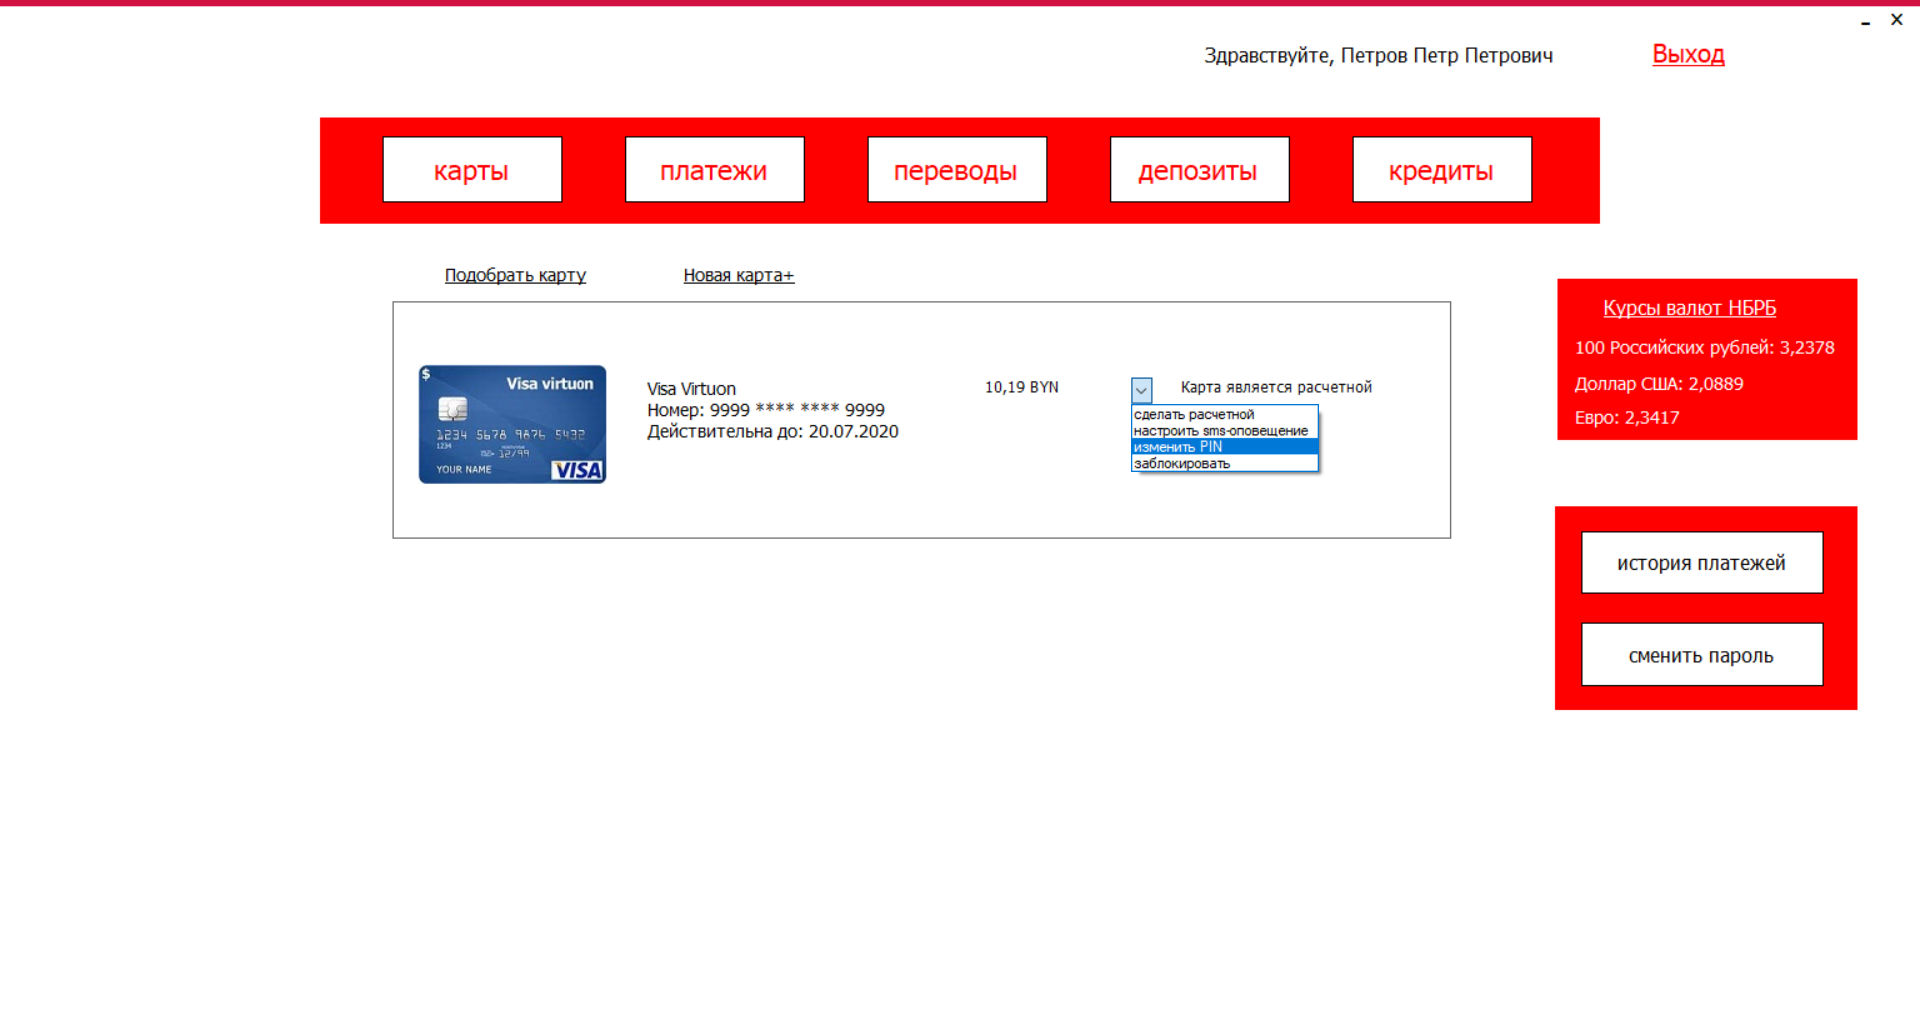 Здравствуйте, Петров Петр Петрович
Выход
карты
платежи
переводы
депозиты
кредиты
Подобрать карту
Новая карта+
$
Visa virtuon
1234 5678 9876 5432
1234
12/99
YOUR NAME
VISA
Visa Virtuon
Номер: 9999 **** **** 9999
Действительна до: 20.07.2020
10,19 BYN
Карта является расчетной
сделать расчетной
настроить sms-оповещение
изменить PIN
заблокировать
Курсы валют НБРБ
100 Российских рублей: 3,2378
Доллар США: 2,0889
Евро: 2,3417
история платежей
сменить пароль